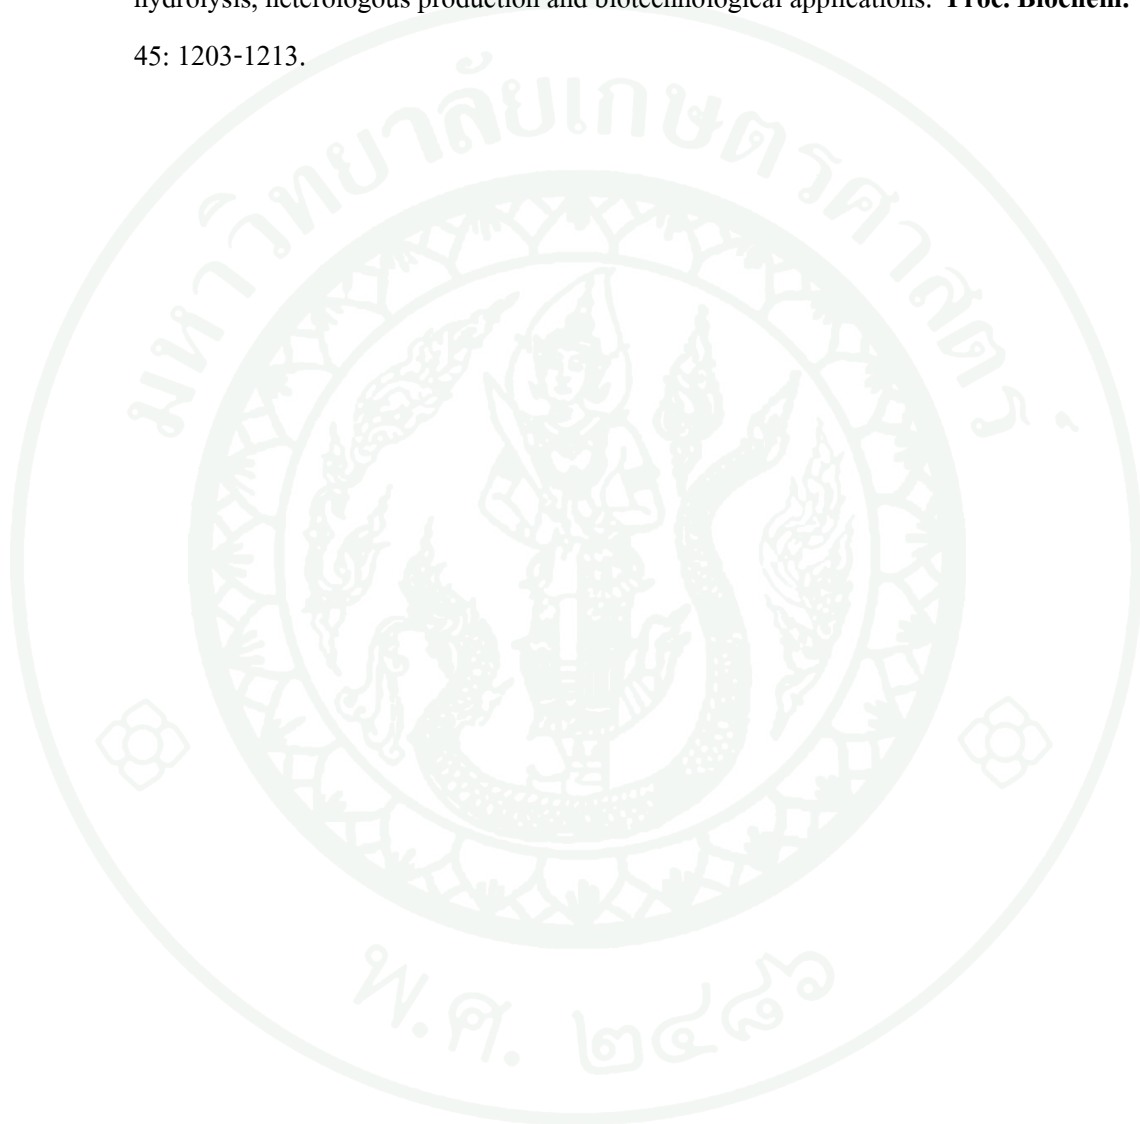 hydrolysis, heterologous production and biotechnological applications. Proc. Biochem.
45: 1203-1213.
มหาวิทยาลัยเกษตรศาสตร์
พ.ศ. ๒๔๘๖